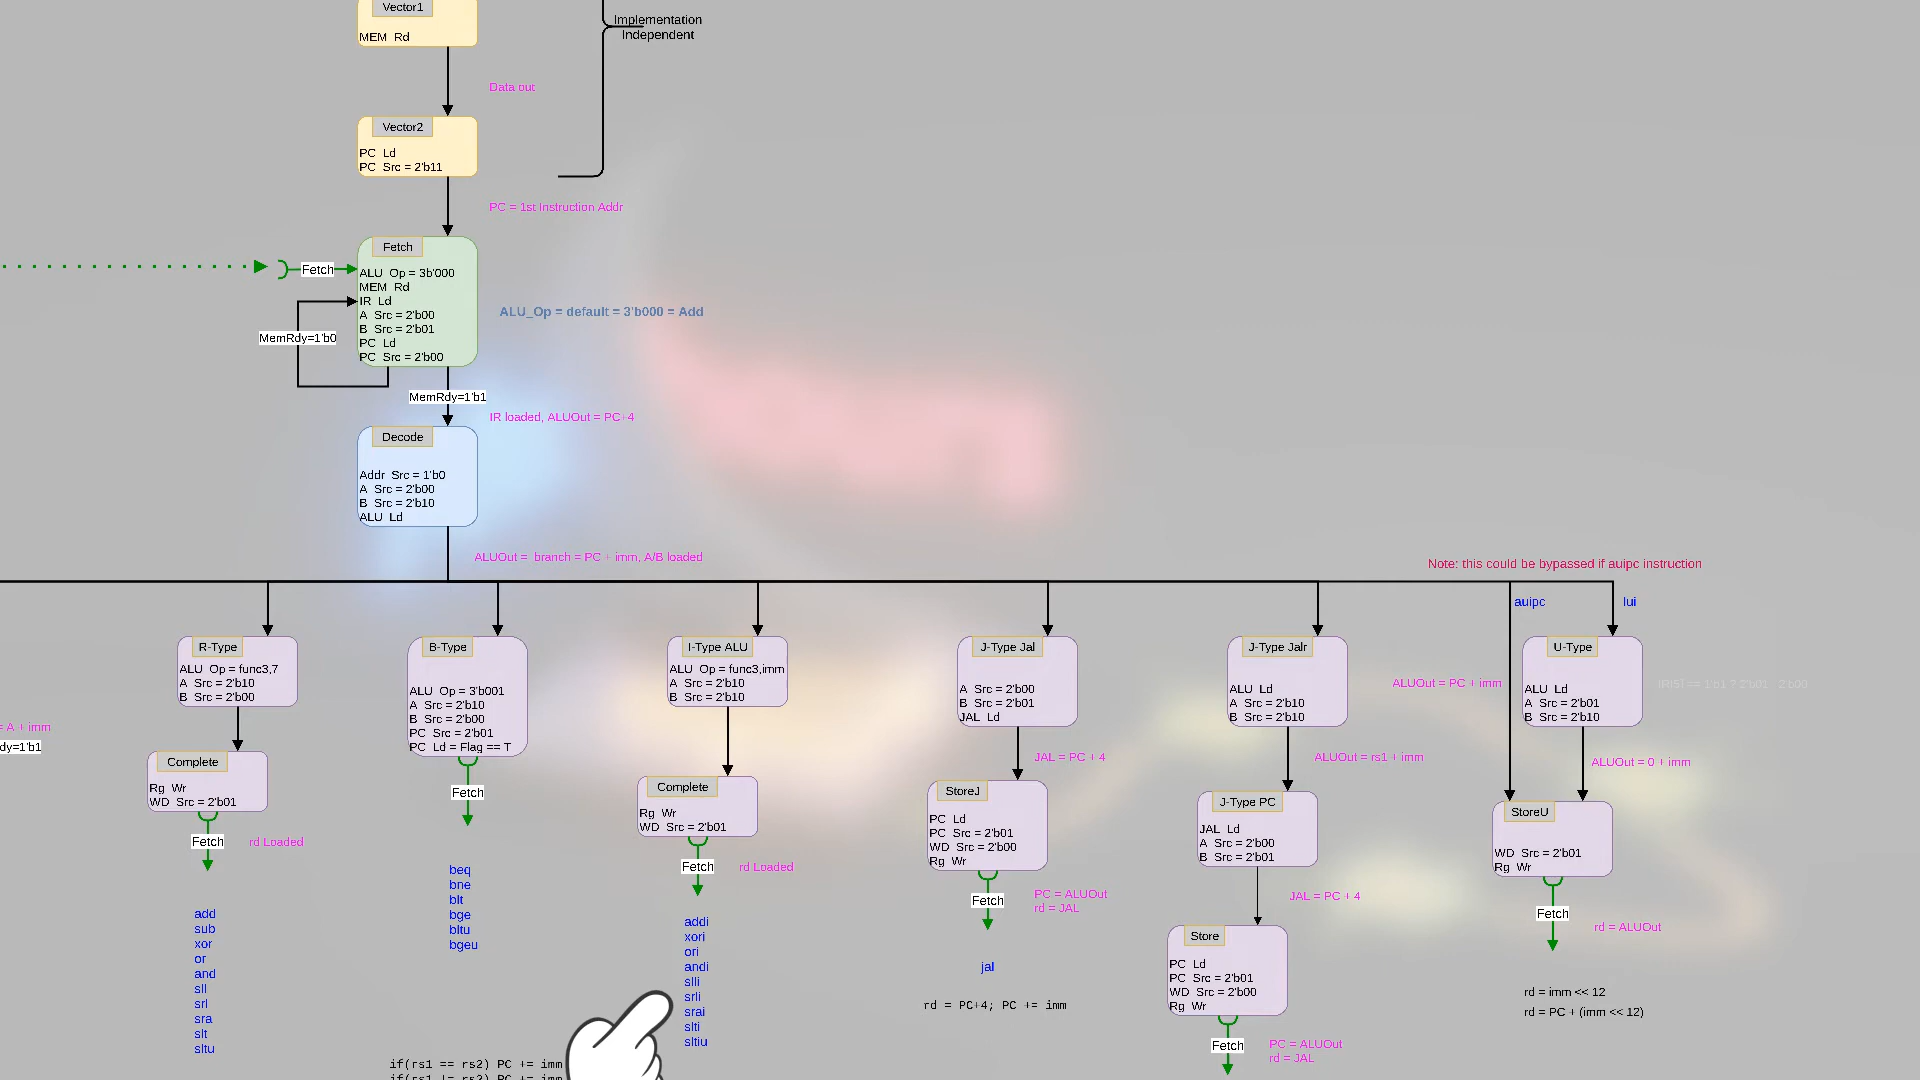 Vector1
MEM Rd
Implementation
Independent
Data out
Vector2
PC Ld
PC Src = 2'b11
PC = 1st Instruction Addr
Fetch
Fetch
ALU Op = 3b'000
MEM Rd
IR Ld
A Src = 2'b00
B Src = 2'b01
PC Ld
PC Src = 2'b00
ALU_Op = default = 3'b000 = Add
MemRdy=1'b0
MemRdy=1'b1
IR loaded, ALUOut = PC+4
Decode
Addr Src = 1'b0
A Src = 2'b00
B Src = 2'b10
ALU Ld
ALUOut = branch = PC + imm, A/B loaded
Note: this could be bypassed if auipc instruction
auipc
lui
= A + imm
dy=1'b1
R-Type
ALU Op = func3,7
A Src = 2'b10
B Src = 2'b00
Complete
Rg Wr
WD Src = 2'b01
Fetch
rd Loaded
add
sub
xor
or
and
sll
srl
sra
slt
sltu
B-Type
ALU Op = 3'b001
A Src = 2'b10
B Src = 2'b00
PC Src = 2'b01
PC Ld = Flag == T
Fetch
beq
bne
blt
bge
bltu
bgeu
if(rs1 == rs2) PC += imm
if(rs1 != rs2) PC += imm
I-Type ALU
ALU Op = func3,imm
A Src = 2'b10
B Src = 2'b10
Complete
Rg Wr
WD Src = 2'b01
Fetch
rd Loaded
addi
xori
ori
andi
slli
srli
srai
slti
sltiu
J-Type Jal
A Src = 2'b00
B Src = 2'b01
JAL Ld
JAL = PC + 4
StoreJ
PC Ld
PC Src = 2'b01
WD Src = 2'b00
Rg Wr
Fetch
PC = ALUOut
rd = JAL
jal
rd = PC+4; PC += imm
J-Type Jalr
ALU Ld
A Src = 2'b10
B Src = 2'b10
ALUOut = rs1 + imm
J-Type PC
JAL Ld
A Src = 2'b00
B Src = 2'b01
JAL = PC + 4
Store
PC Ld
PC Src = 2'b01
WD Src = 2'b00
Rg Wr
Fetch
PC = ALUOut
rd = JAL
ALUOut = PC + imm
U-Type
ALU Ld
A Src = 2'b01
B Src = 2'b10
IR[5] == 1'b1 ? 2'b01 : 2'b00
ALUOut = 0 + imm
StoreU
WD Src = 2'b01
Rg Wr
Fetch
rd = ALUOut
rd = imm << 12
rd = PC + (imm << 12)